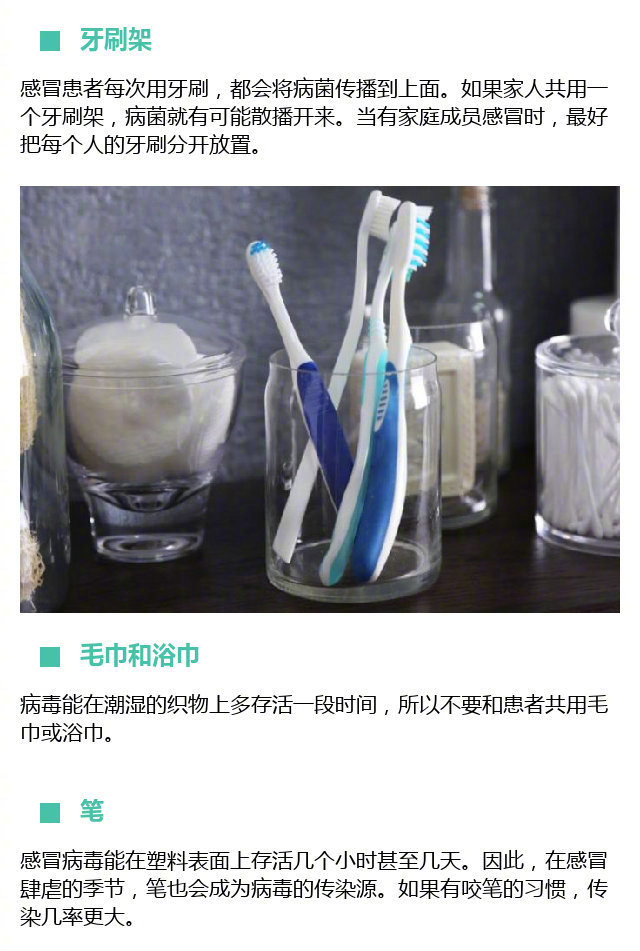 牙刷架
感冒患者每次用牙刷，都会将病菌传播到上面。如果家人共用一
个牙刷架，病菌就有可能散播开来。当有家庭成员感冒时，最好
把每个人的牙刷分开放置。
毛巾和浴巾
病毒能在潮湿的织物上多存活一段时间，所以不要和患者共用毛
巾或浴巾。
笔
感冒病毒能在塑料表面上存活几个小时甚至几天。因此，在感冒
肆虐的季节，笔也会成为病毒的传染源。如果有咬笔的习惯，传
染几率更大。